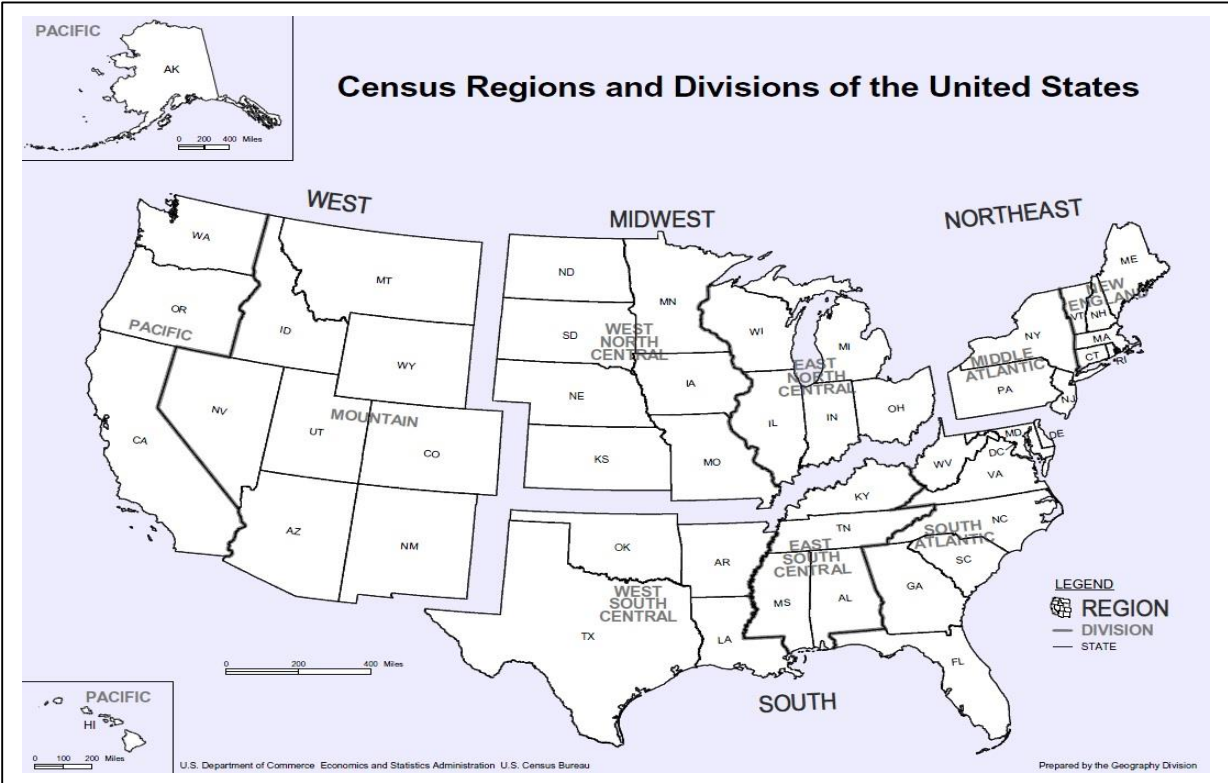 PACIFIC
AK
0 200 400 Miles
Census Regions and Divisions of the United States
WEST
MIDWEST
NORTHEAST
WA
MT
ND
MN
ME
OR
ID
SD
WI
MI
NY
VT
NH
NEW
ENGLAND
MA
CT
RI
PACIFIC
WY
WEST
NORTH
CENTRAL
EAST
NORTH
CENTRAL
MIDDLE
ATLANTIC
PA
NJ
NV
UT
MOUNTAIN
CO
NE
IA
IL
IN
OH
CA
KS
MO
WV
MD
DE
DC
VA
KY
AZ
NM
OK
AR
TN
NC
EAST
SOUTH
CENTRAL
SOUTH
ATLANTIC
SC
WEST
SOUTH
CENTRAL
TX
LA
MS
AL
GA
FL
SOUTH
LEGEND
REGION
DIVISION
STATE
0 200 400 Miles
PACIFIC
HI
0 100 200 Miles
U.S. Department of Commerce Economics and Statistics Administration U.S. Census Bureau
Prepared by the Geography Division